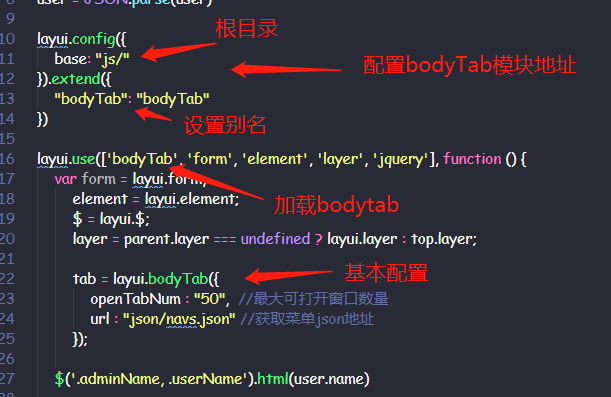 8 user = JSON.parse(user)
9
10 layui.config({ 根目录
11 base: "js/"
12 }).extend({ 配置bodyTab模块地址
13 "bodyTab": "bodyTab"
14 }) 设置别名
15
16 layui.use(['bodyTab', 'form', 'element', 'layer', 'jquery'], function () {
17 var form = layui.form,
18 element = layui.element; 加载bodytab
19 $ = layui.$;
20 layer = parent.layer === undefined ? layui.layer : top.layer;
21
22 tab = layui.bodyTab({ 基本配置
23 openTabNum : "50", //最大可打开窗口数量
24 url : "json/navs.json" //获取菜单json地址
25 });
26
27 $('.adminName, .userName').html(user.name)
28